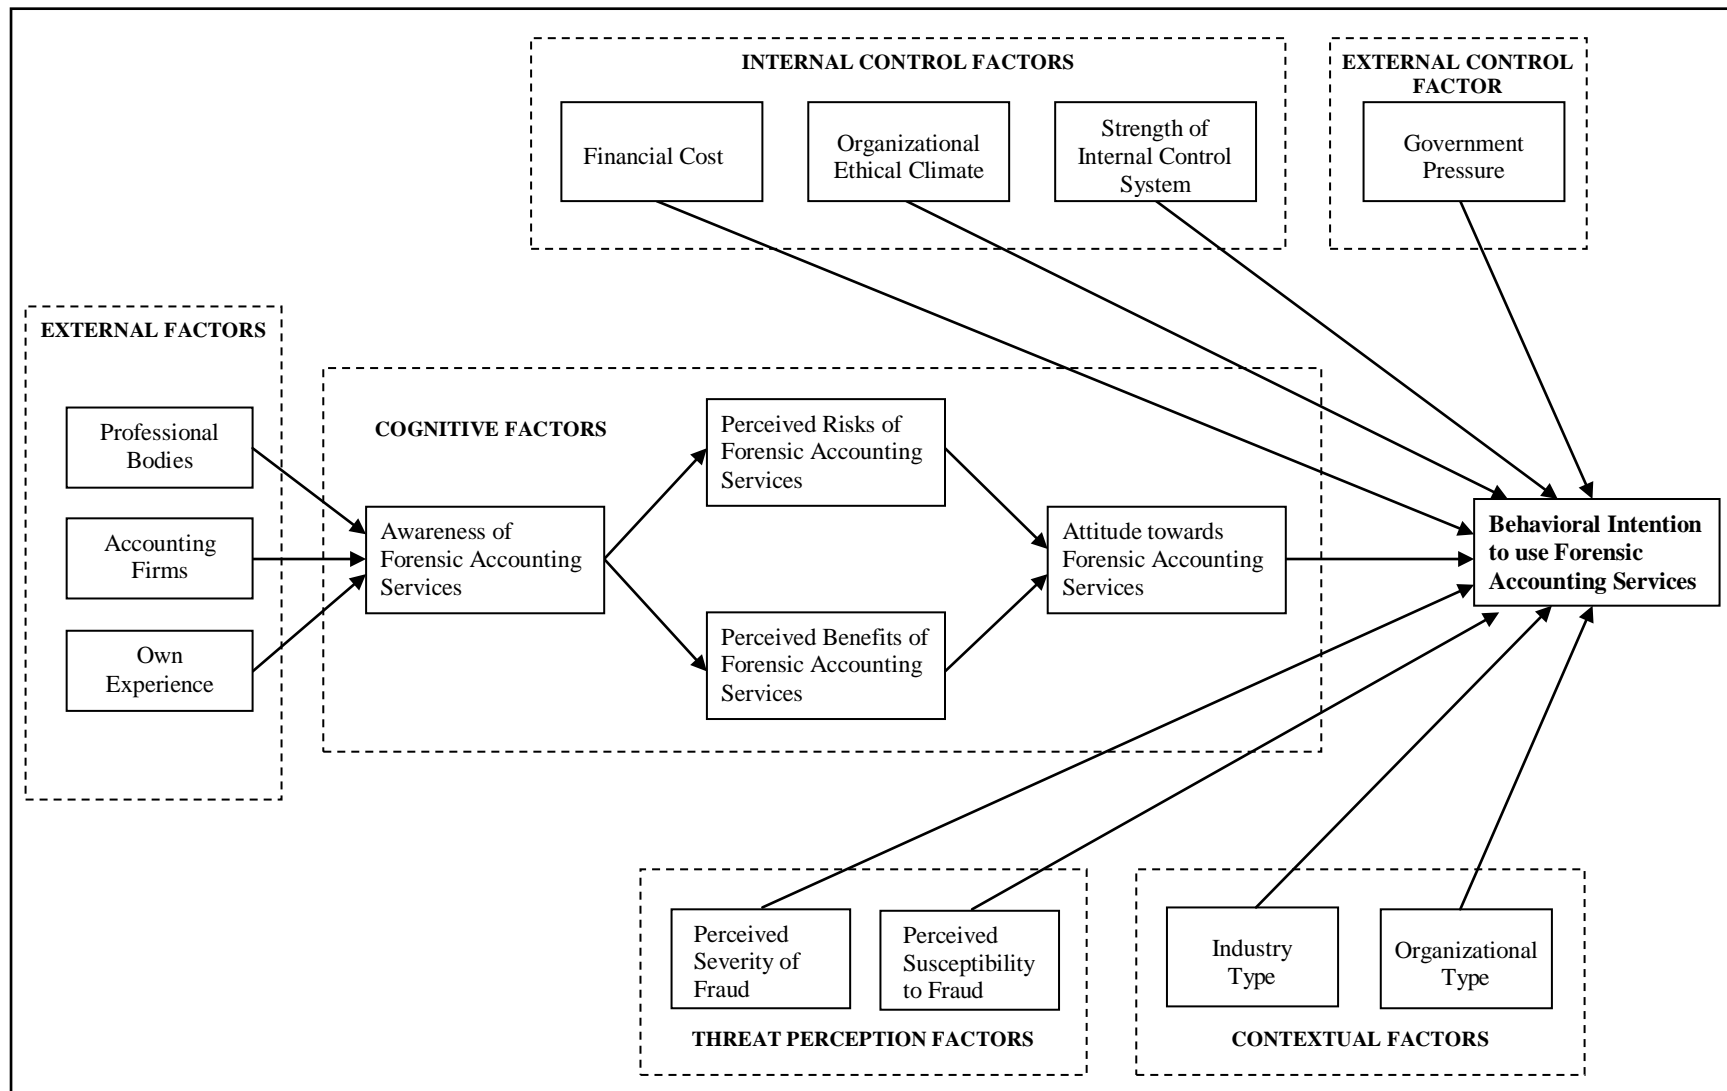 INTERNAL CONTROL FACTORS
EXTERNAL CONTROL
FACTOR
Financial Cost
Organizational
Ethical Climate
Strength of
Internal Control
System
Government
Pressure
EXTERNAL FACTORS
Professional
Bodies
Accounting
Firms
Own
Experience
COGNITIVE FACTORS
Awareness of
Forensic Accounting
Services
Perceived Risks of
Forensic Accounting
Services
Perceived Benefits of
Forensic Accounting
Services
Attitude towards
Forensic Accounting
Services
Behavioral Intention
to use Forensic
Accounting Services
Perceived
Severity of
Fraud
Perceived
Susceptibility
to Fraud
THREAT PERCEPTION FACTORS
Industry
Type
Organizational
Type
CONTEXTUAL FACTORS